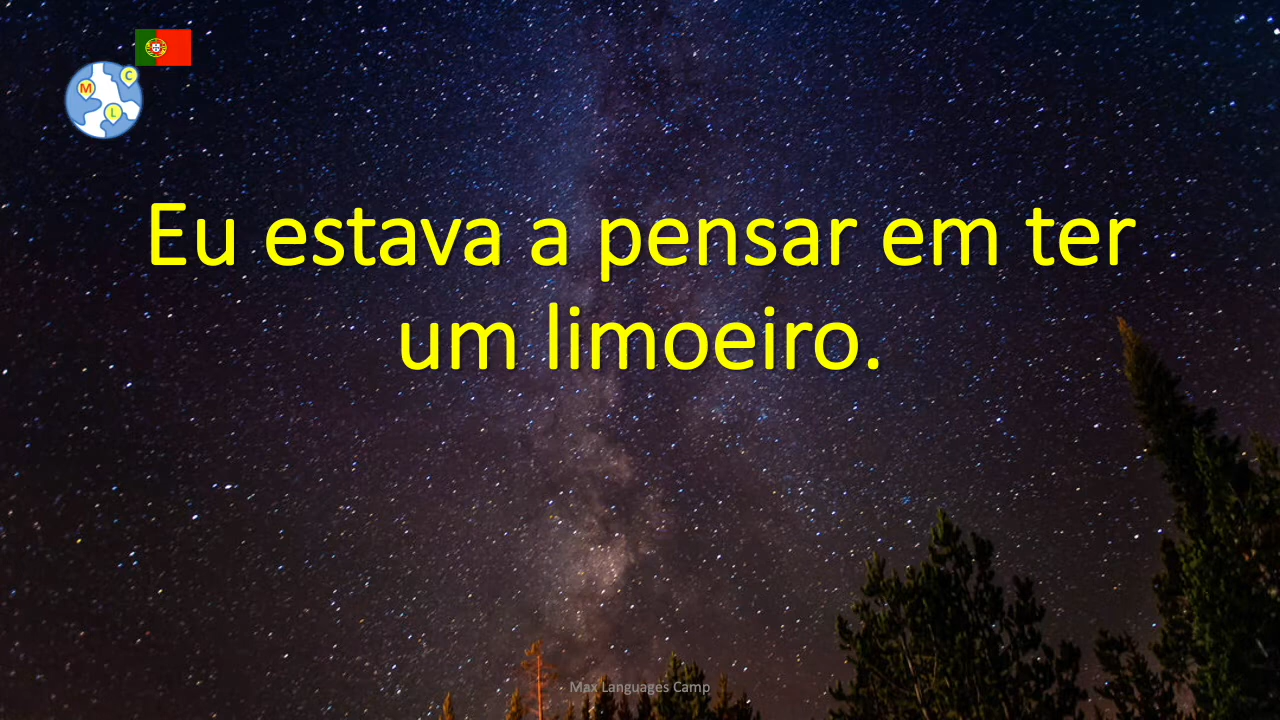 M
C
L
Eu estava a pensar em ter
um limoeiro.
Max Languages Camp